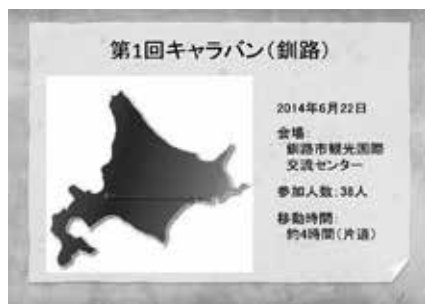 第1回キャラバン（釧路）
2014年6月22日
会場:
釧路市観光国際
交流センター
参加人数:38人
移動時間:
約4時間(片道)